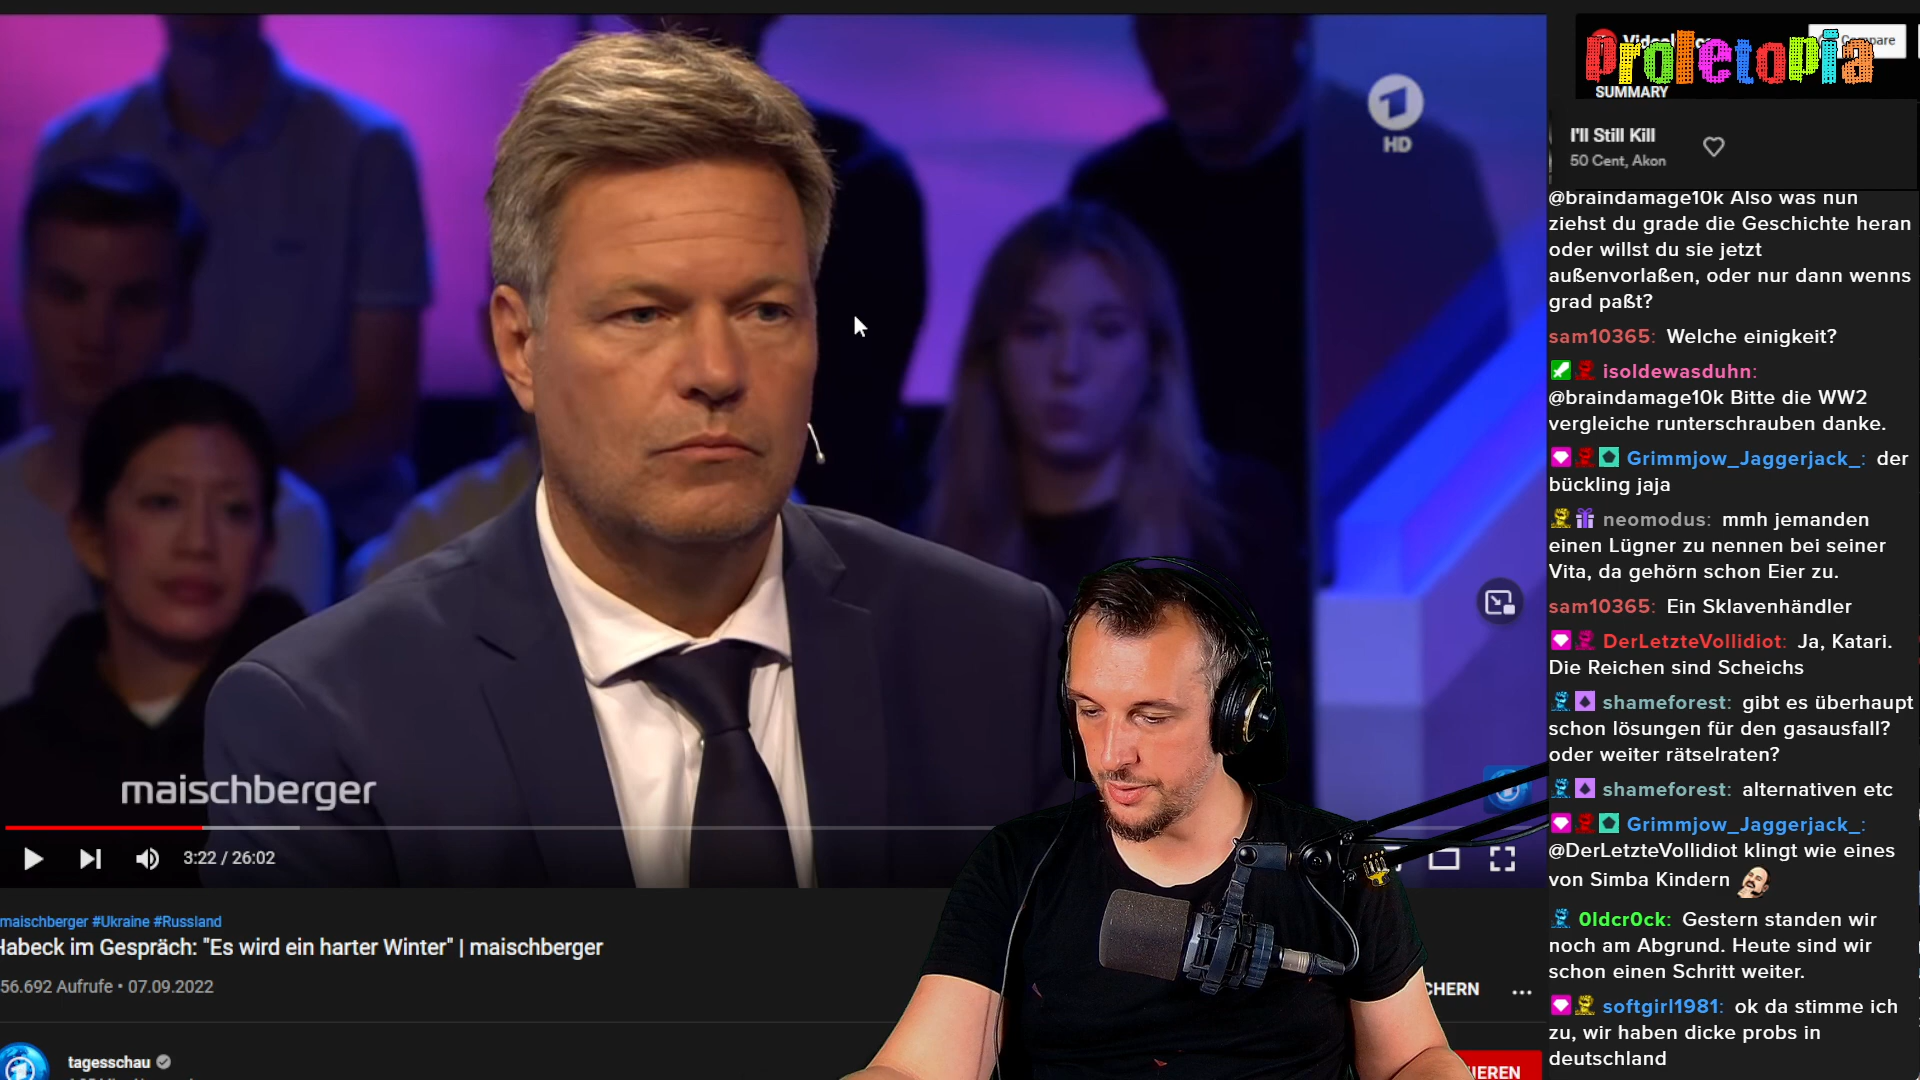 HD
maischberger
3:22 / 26:02
maischberger #Ukraine #Russland
Habeck im Gespräch: "Es wird ein harter Winter" | maischberger
56.692 Aufrufe • 07.09.2022
CHERN
tagesschau
IEREN
Proletopia
SUMMARY
I'll Still Kill
50 Cent, Akon
@braindamage10k Also was nun
ziehst du grade die Geschichte heran
oder willst du sie jetzt
außenvorlaßen, oder nur dann wenns
grad paßt?
sam10365: Welche einigkeit?
isoldewasduhn:
@braindamage10k Bitte die WW2
vergleiche runterschrauben danke.
Grimmjow_Jaggerjack_: der
bückling jaja
neomodus: mmh jemanden
einen Lügner zu nennen bei seiner
Vita, da gehörn schon Eier zu.
sam10365: Ein Sklavenhändler
DerLetzteVollidiot: Ja, Katari.
Die Reichen sind Scheichs
shameforest: gibt es überhaupt
schon lösungen für den gasausfall?
oder weiter rätselraten?
shameforest: alternativen etc
Grimmjow_Jaggerjack_:
@DerLetzteVollidiot klingt wie eines
von Simba Kindern
0ldcr0ck: Gestern standen wir
noch am Abgrund. Heute sind wir
schon einen Schritt weiter.
softgirl1981: ok da stimme ich
zu, wir haben dicke probs in
deutschland